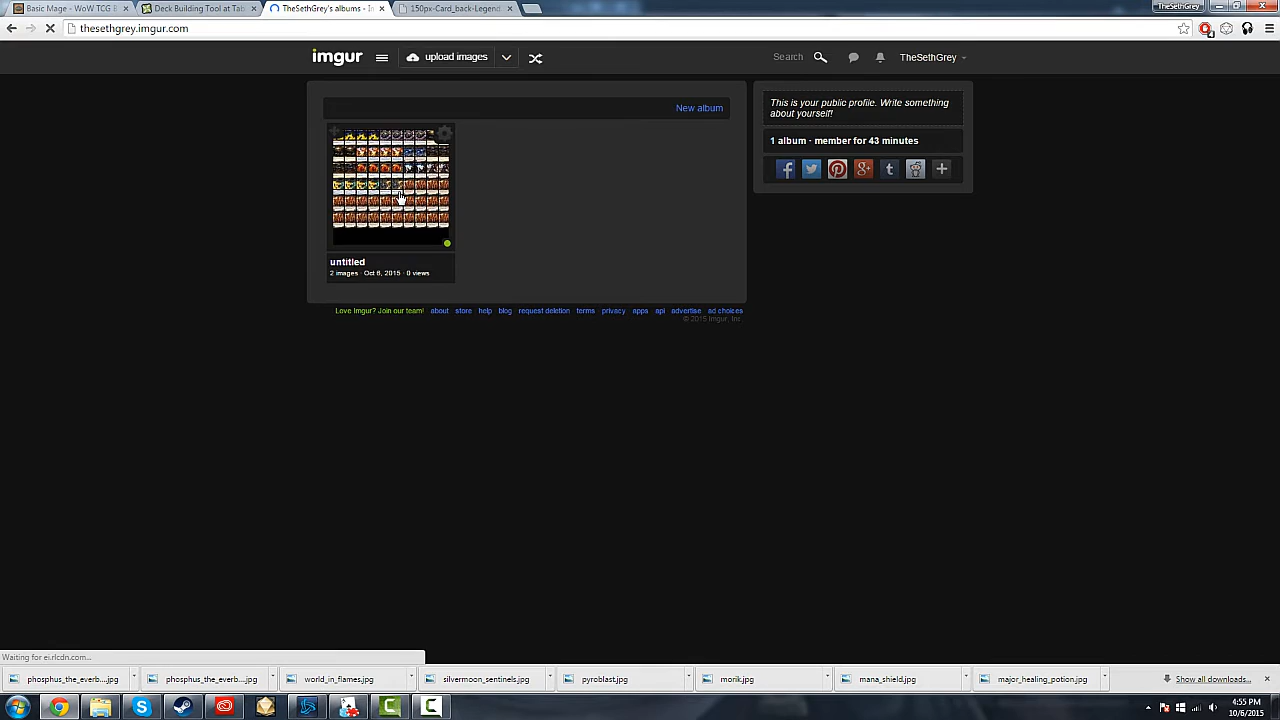 Basic Mage - WoW TCG B
Deck Building Tool at Tab
TheSethGrey's albums - I
150px-Card_back-Legend
TheSethGrey
thesethgrey.imgur.com
imgur
upload images
Search
TheSethGrey
New album
This is your public profile. Write something
about yourself!
1 album - member for 43 minutes
untitled
2 images · Oct 6, 2015 · 0 views
Love Imgur? Join our team! about store help blog request deletion terms privacy apps api advertise ad choices
© 2015 Imgur, Inc
Waiting for ei.rlcdn.com...
phosphus_the_everb....jpg
phosphus_the_everb....jpg
world_in_flames.jpg
silvermoon_sentinels.jpg
pyroblast.jpg
morik.jpg
mana_shield.jpg
major_healing_potion.jpg
Show all downloads...
4:55 PM
10/6/2015